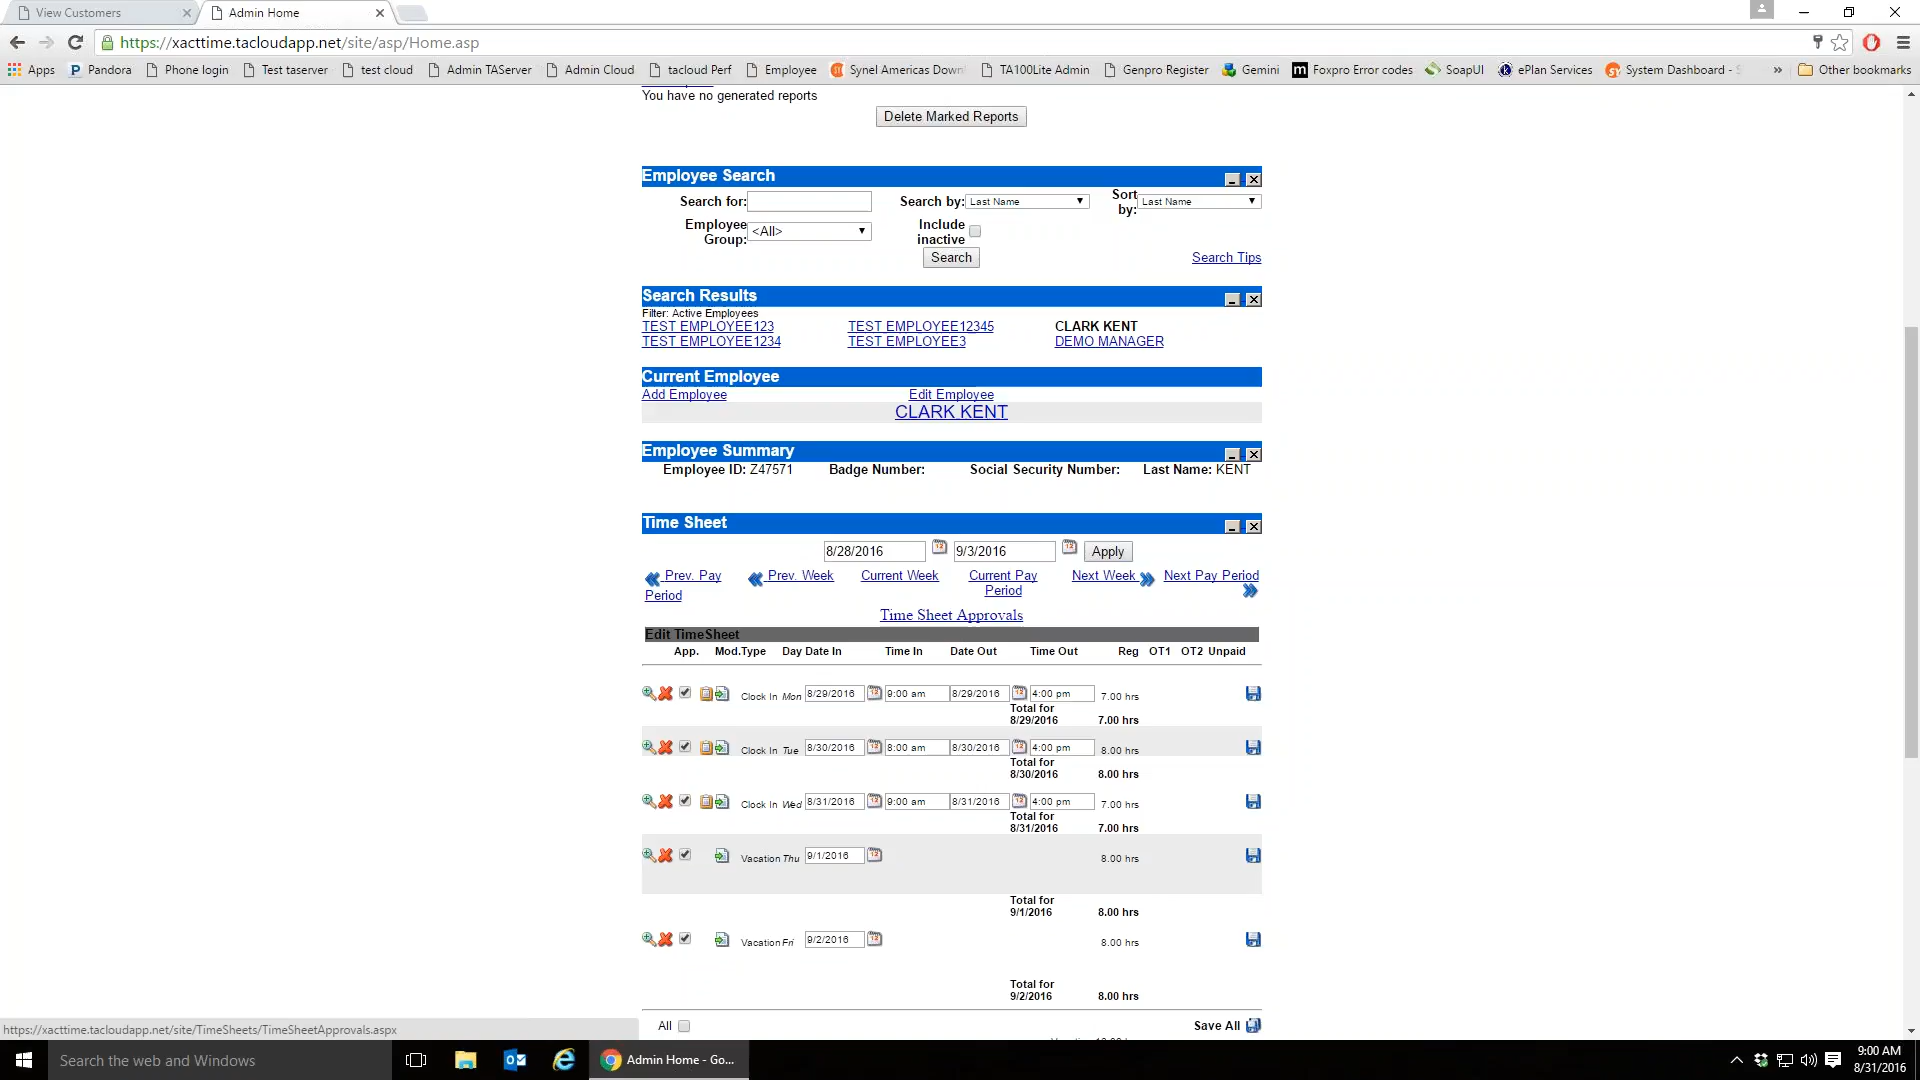 View Customers
Admin Home
https://xacttime.tacloudapp.net/site/asp/Home.asp
Apps
Pandora
Phone login
Test taserver
test cloud
Admin TAServer
Admin Cloud
tacloud Perf
Employee
Synel Americas Down
TA100Lite Admin
Genpro Register
Gemini
Foxpro Error codes
SoapUI
ePlan Services
System Dashboard - S
»
Other bookmarks
You have no generated reports
Delete Marked Reports
Employee Search
Search for:
Search by: Last Name
Sort by: Last Name
Employee Group: <All>
Include inactive
Search
Search Tips
Search Results
Filter: Active Employees
TEST EMPLOYEE123 TEST EMPLOYEE12345 CLARK KENT
TEST EMPLOYEE1234 TEST EMPLOYEE3 DEMO MANAGER
Current Employee
Add Employee Edit Employee
CLARK KENT
Employee Summary
Employee ID: Z47571 Badge Number: Social Security Number: Last Name: KENT
Time Sheet
8/28/2016 9/3/2016 Apply
Prev. Pay Period
Prev. Week
Current Week
Current Pay Period
Next Week
Next Pay Period
Time Sheet Approvals
Edit TimeSheet
App. Mod. Type Day Date In Time In Date Out Time Out Reg OT1 OT2 Unpaid
Clock In Mon 8/29/2016 9:00 am 8/29/2016 4:00 pm 7.00 hrs
Total for
8/29/2016 7.00 hrs
Clock In Tue 8/30/2016 8:00 am 8/30/2016 4:00 pm 8.00 hrs
Total for
8/30/2016 8.00 hrs
Clock In Wed 8/31/2016 9:00 am 8/31/2016 4:00 pm 7.00 hrs
Total for
8/31/2016 7.00 hrs
Vacation Thu 9/1/2016 8.00 hrs
Total for
9/1/2016 8.00 hrs
Vacation Fri 9/2/2016 8.00 hrs
Total for
9/2/2016 8.00 hrs
All Save All
https://xacttime.tacloudapp.net/site/TimeSheets/TimeSheetApprovals.aspx
Search the web and Windows
Admin Home - Go...
9:00 AM
8/31/2016